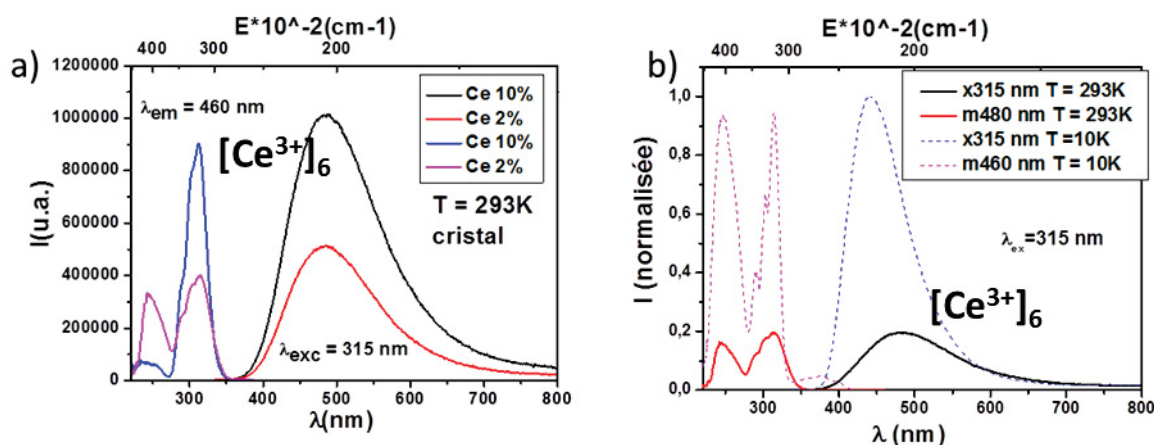 E*10^-2(cm-1)
400 300 200
a)
1200000
1000000
800000
600000
400000
200000
0
I(u.a.)
λem = 460 nm
[Ce³⁺]₆
Ce 10%
Ce 2%
Ce 10%
Ce 2%
T = 293K
cristal
λexc = 315 nm
300 400 500 600 700 800
λ(nm)
E*10^-2(cm-1)
400 300 200
b)
1,0
0,8
0,6
0,4
0,2
0,0
I (normalisée)
x315 nm T = 293K
m480 nm T = 293K
x315 nm T=10K
m460 nm T = 10K
λex=315 nm
[Ce³⁺]₆
300 400 500 600 700 800
λ (nm)